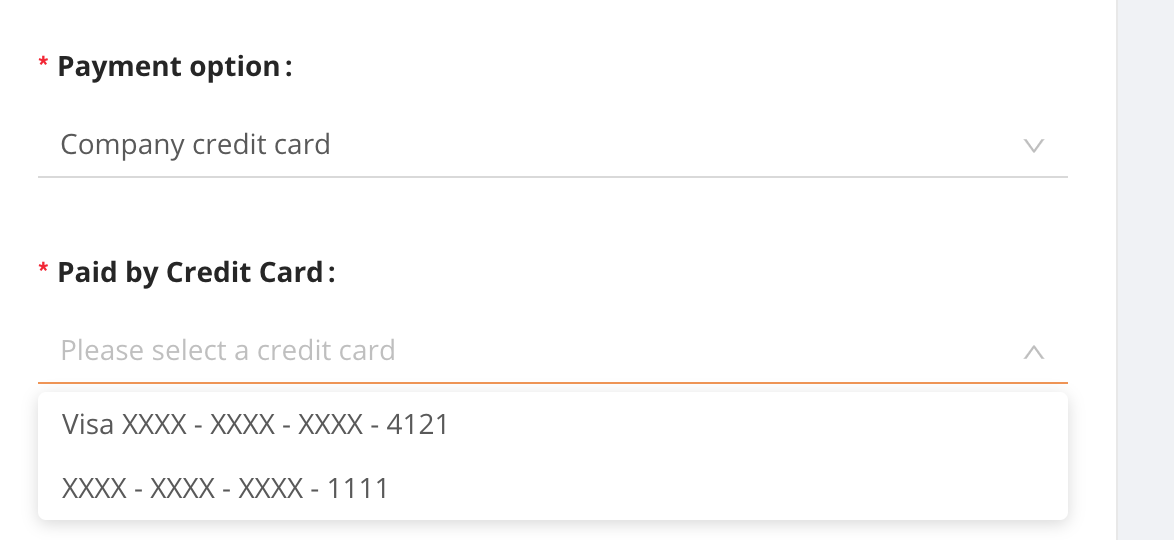 * Payment option:
Company credit card
* Paid by Credit Card:
Please select a credit card
Visa XXXX - XXXX - XXXX - 4121
XXXX - XXXX - XXXX - 1111